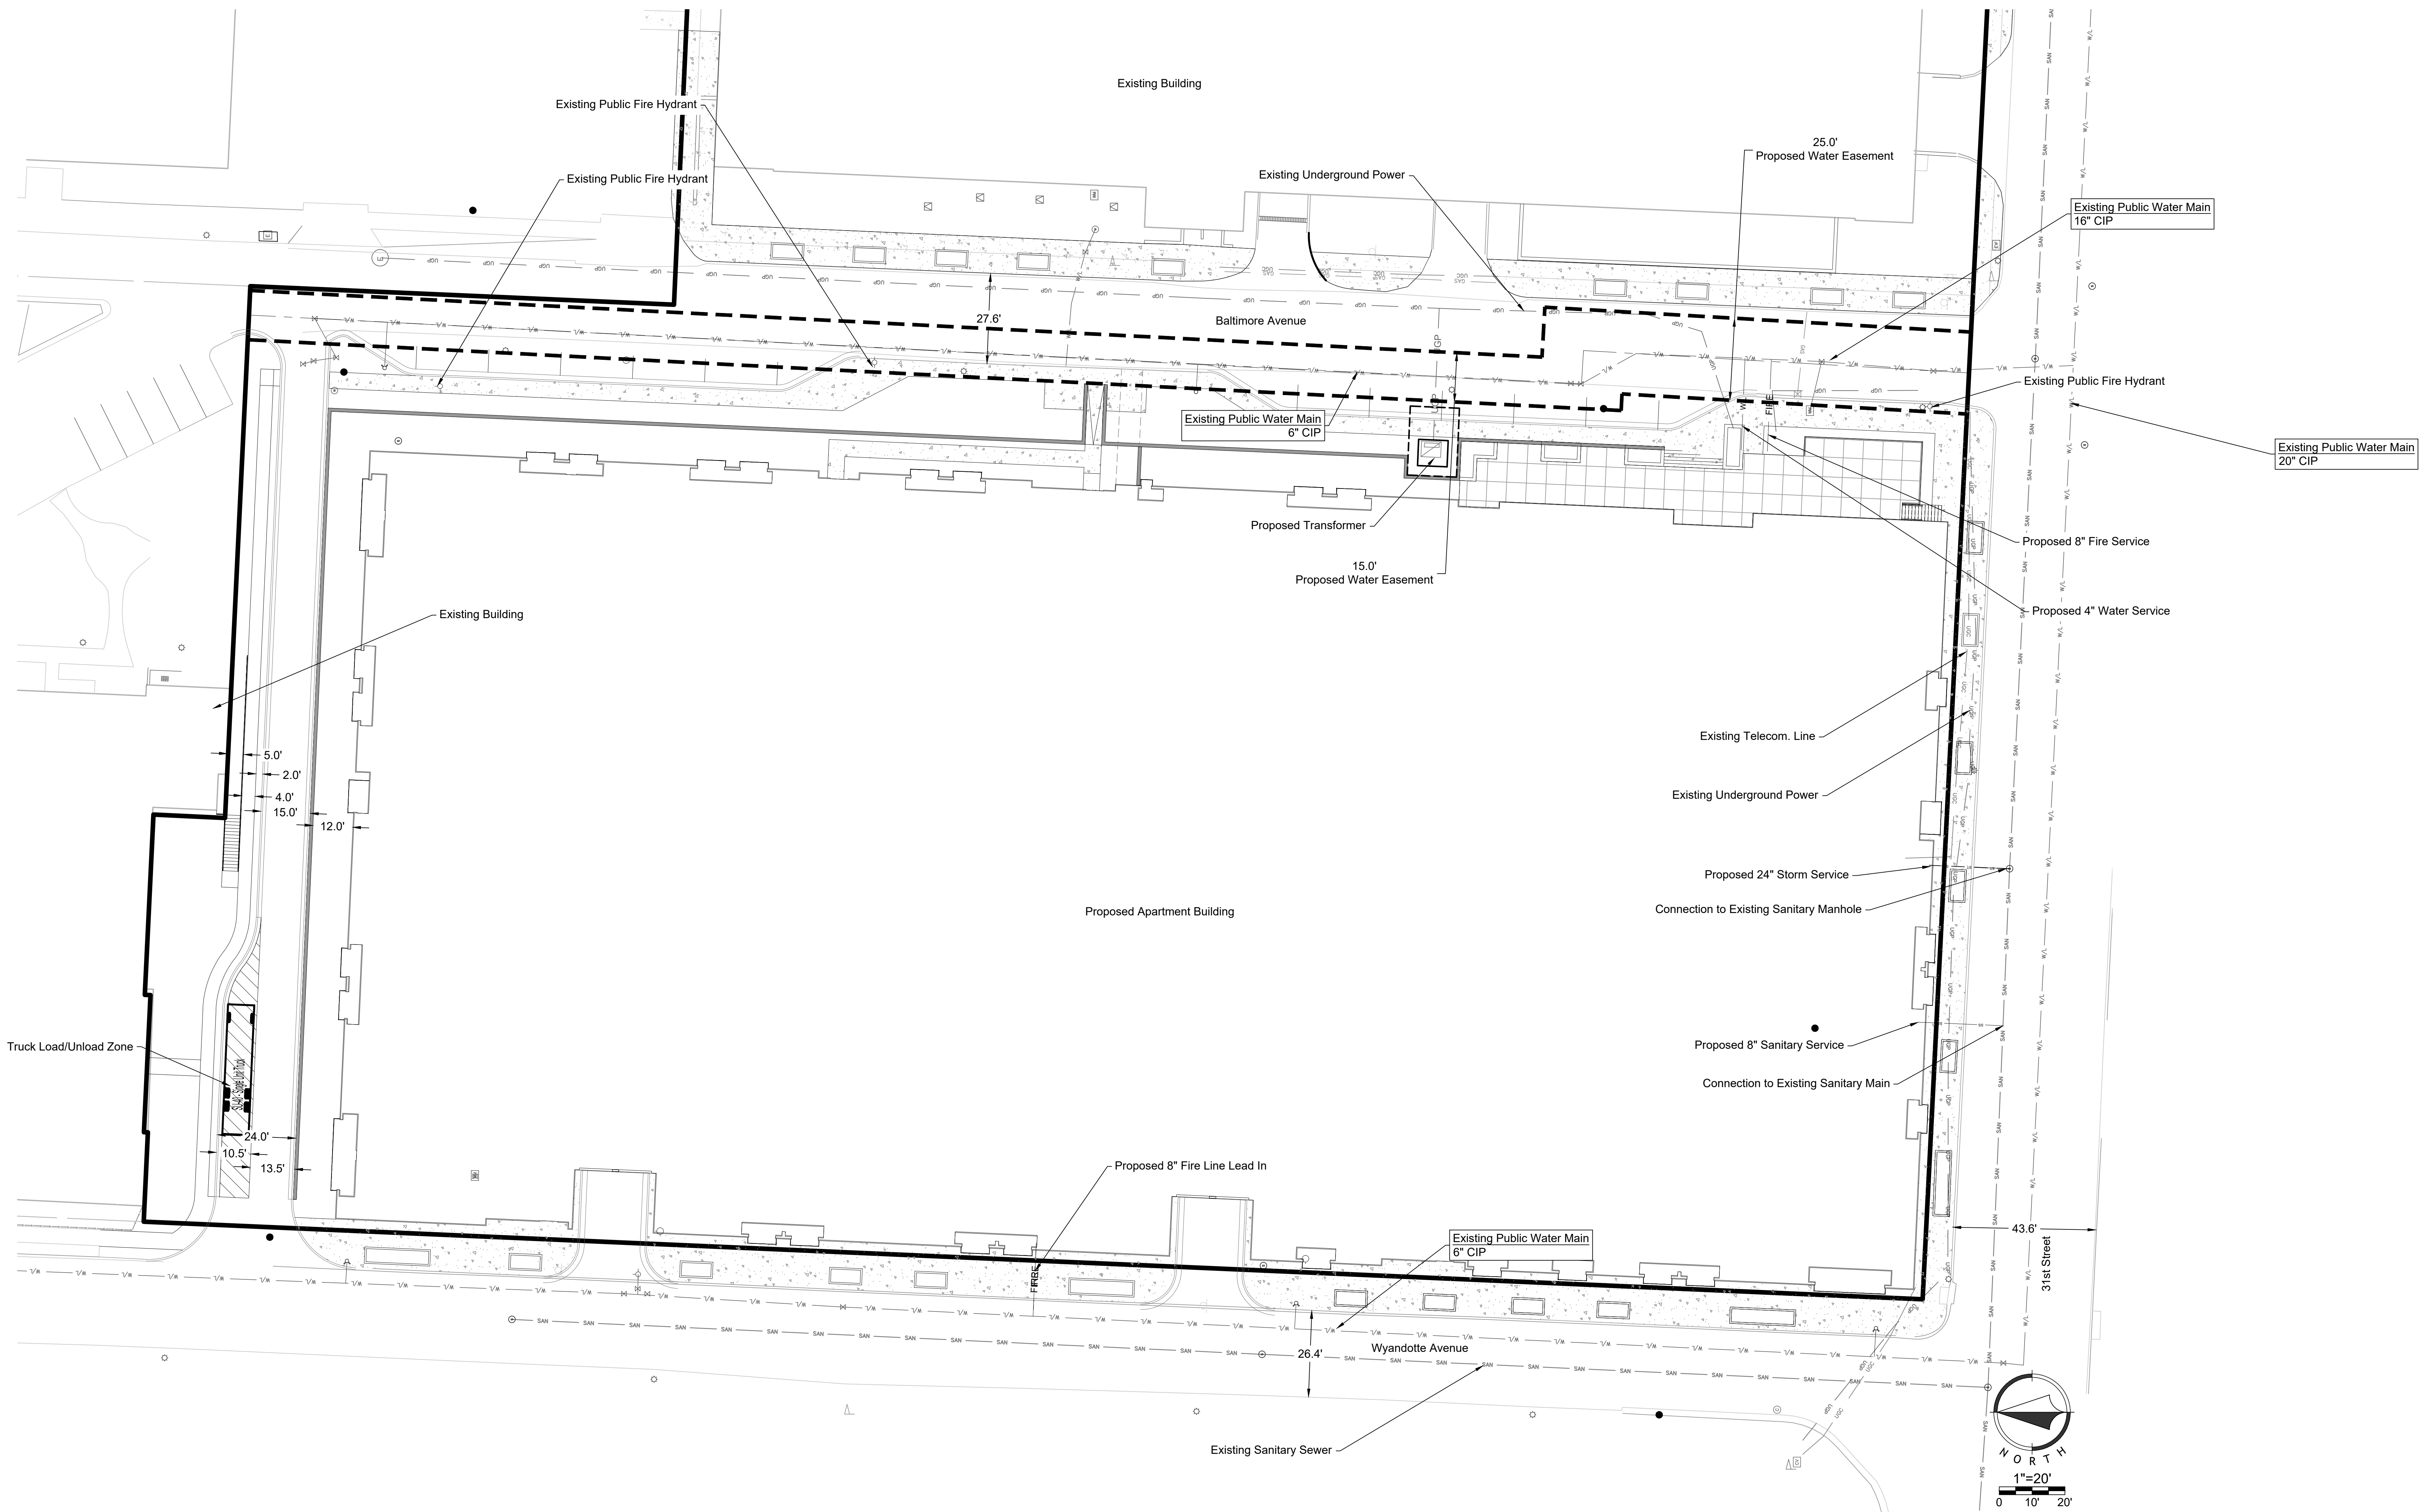 Existing Building
Existing Public Fire Hydrant
25.0'
Proposed Water Easement
Existing Public Fire Hydrant
Existing Underground Power
Existing Public Water Main
16" CIP
27.6'
Baltimore Avenue
Existing Public Fire Hydrant
Existing Public Water Main
6" CIP
Existing Public Water Main
20" CIP
Proposed Transformer
Proposed 8" Fire Service
15.0'
Proposed Water Easement
Existing Building
Proposed 4" Water Service
Existing Telecom. Line
5.0'
2.0'
4.0'
15.0'
12.0'
Existing Underground Power
Proposed 24" Storm Service
Connection to Existing Sanitary Manhole
Proposed Apartment Building
Truck Load/Unload Zone
Proposed 8" Sanitary Service
Connection to Existing Sanitary Main
24.0'
10.5'
13.5'
Proposed 8" Fire Line Lead In
FIRE
Existing Public Water Main
6" CIP
43.6'
31st Street
26.4'
Wyandotte Avenue
Existing Sanitary Sewer
NORTH
1"=20'
0 10' 20'